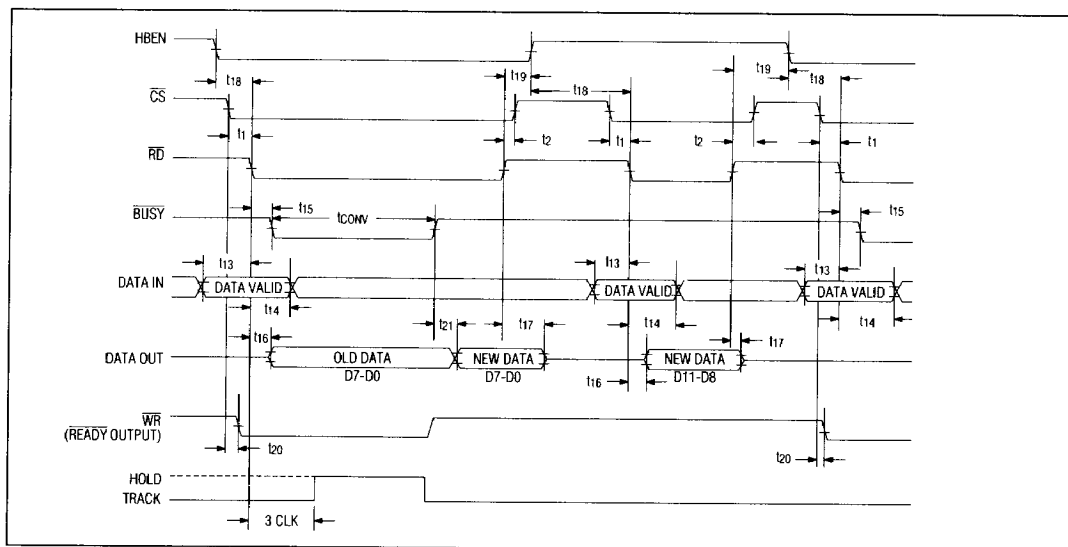 HBEN
t19 t19 t18
t18 t18
CS
t1 t2 t1 t2 t1
RD
t15 tCONV t15
BUSY
t13 t13 t13
DATA IN DATA VALID DATA VALID DATA VALID
t14 t14 t14
t16 t21 t17 t17
DATA OUT OLD DATA NEW DATA NEW DATA
D7-D0 D7-D0 D11-D8
t16
WR
(READY OUTPUT)
t20 t20
HOLD
TRACK
3 CLK